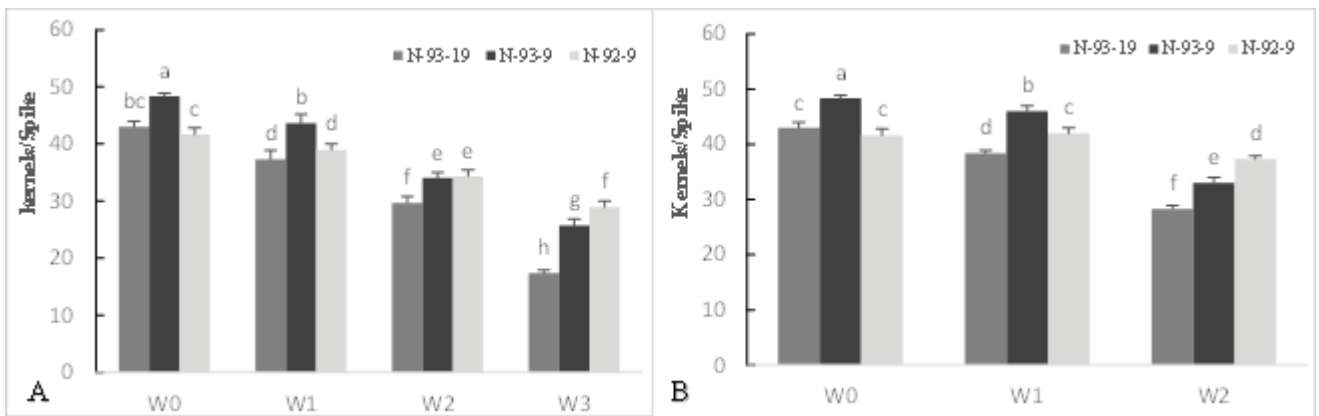 60
N-93-19 N-93-9 N-92-9
50
40
30
20
10
0
kernels/Spike
bc a c
d b d
f e e
h g f
A
W0 W1 W2 W3
60
N-93-19 N-93-9 N-92-9
50
40
30
20
10
0
Kernels/Spike
c a c
d b c
f e d
B
W0 W1 W2